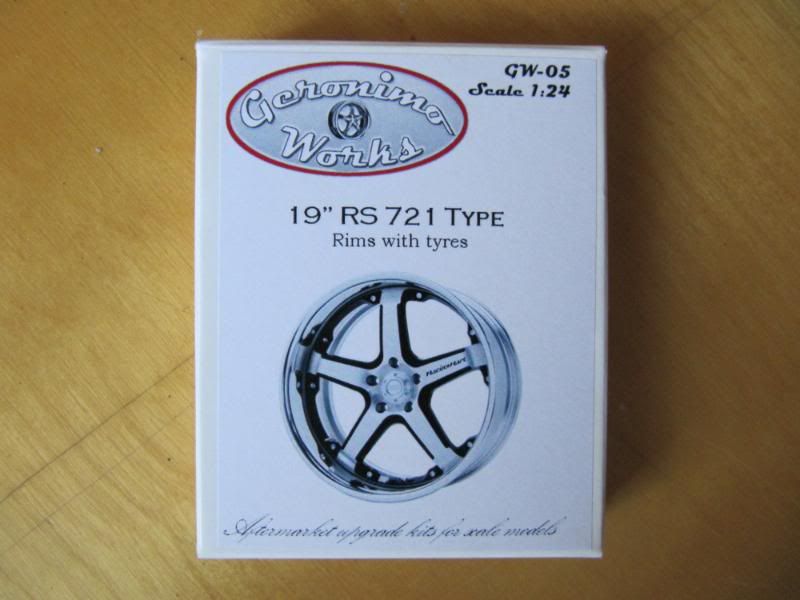 Geronimo
Works
GW-05
Scale 1:24
19” RS 721 TYPE
Rims with tyres
Aftermarket upgrade kits for scale models